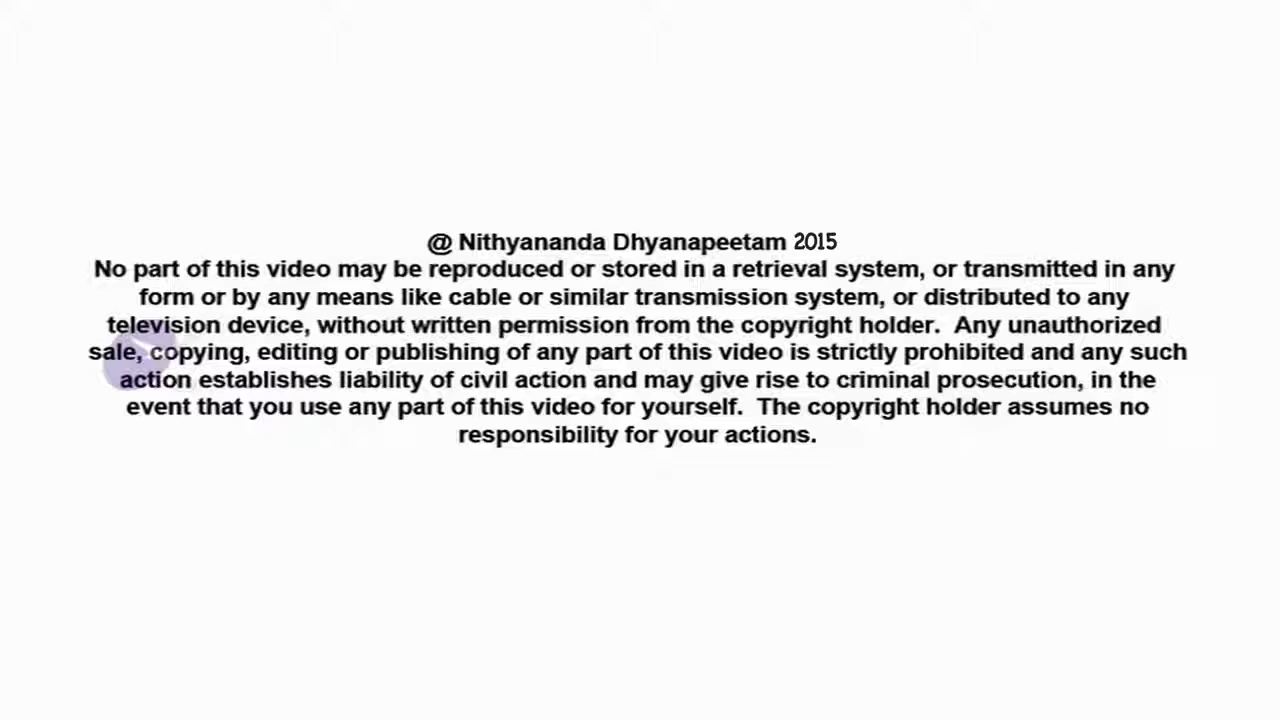 @ Nithyananda Dhyanapeetam 2015
No part of this video may be reproduced or stored in a retrieval system, or transmitted in any
form or by any means like cable or similar transmission system, or distributed to any
television device, without written permission from the copyright holder.  Any unauthorized
sale, copying, editing or publishing of any part of this video is strictly prohibited and any such
action establishes liability of civil action and may give rise to criminal prosecution, in the
event that you use any part of this video for yourself.  The copyright holder assumes no
responsibility for your actions.